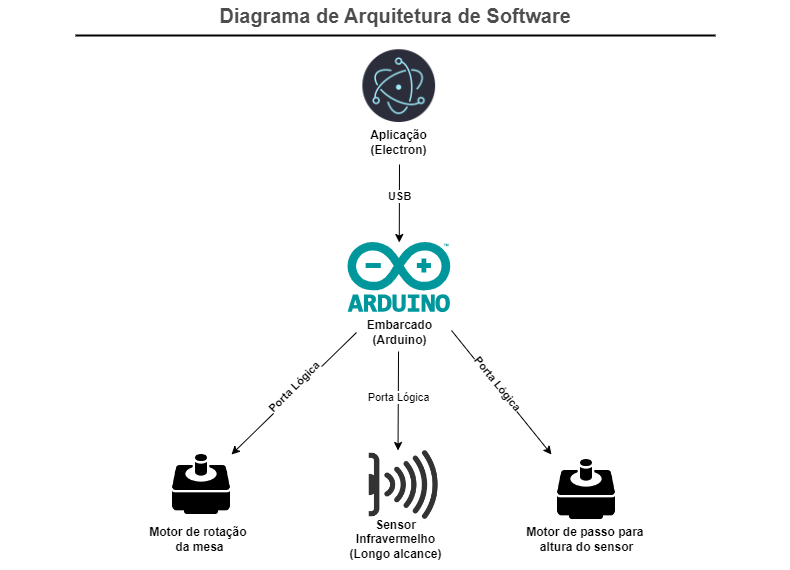 Diagrama de Arquitetura de Software
Aplicação
(Electron)
USB
ARDUINO
TM
Embarcado
(Arduino)
Porta Lógica
Porta Lógica
Porta Lógica
Motor de rotação
da mesa
Sensor
Infravermelho
(Longo alcance)
Motor de passo para
altura do sensor